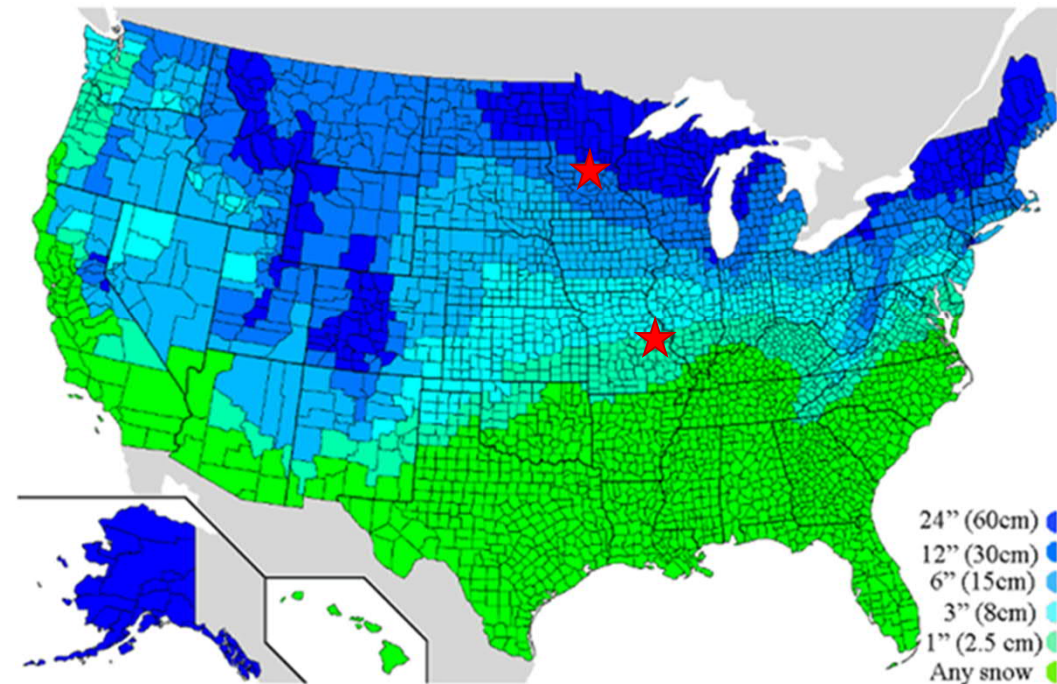 24” (60cm)
12” (30cm)
6” (15cm)
3” (8cm)
1” (2.5 cm)
Any snow